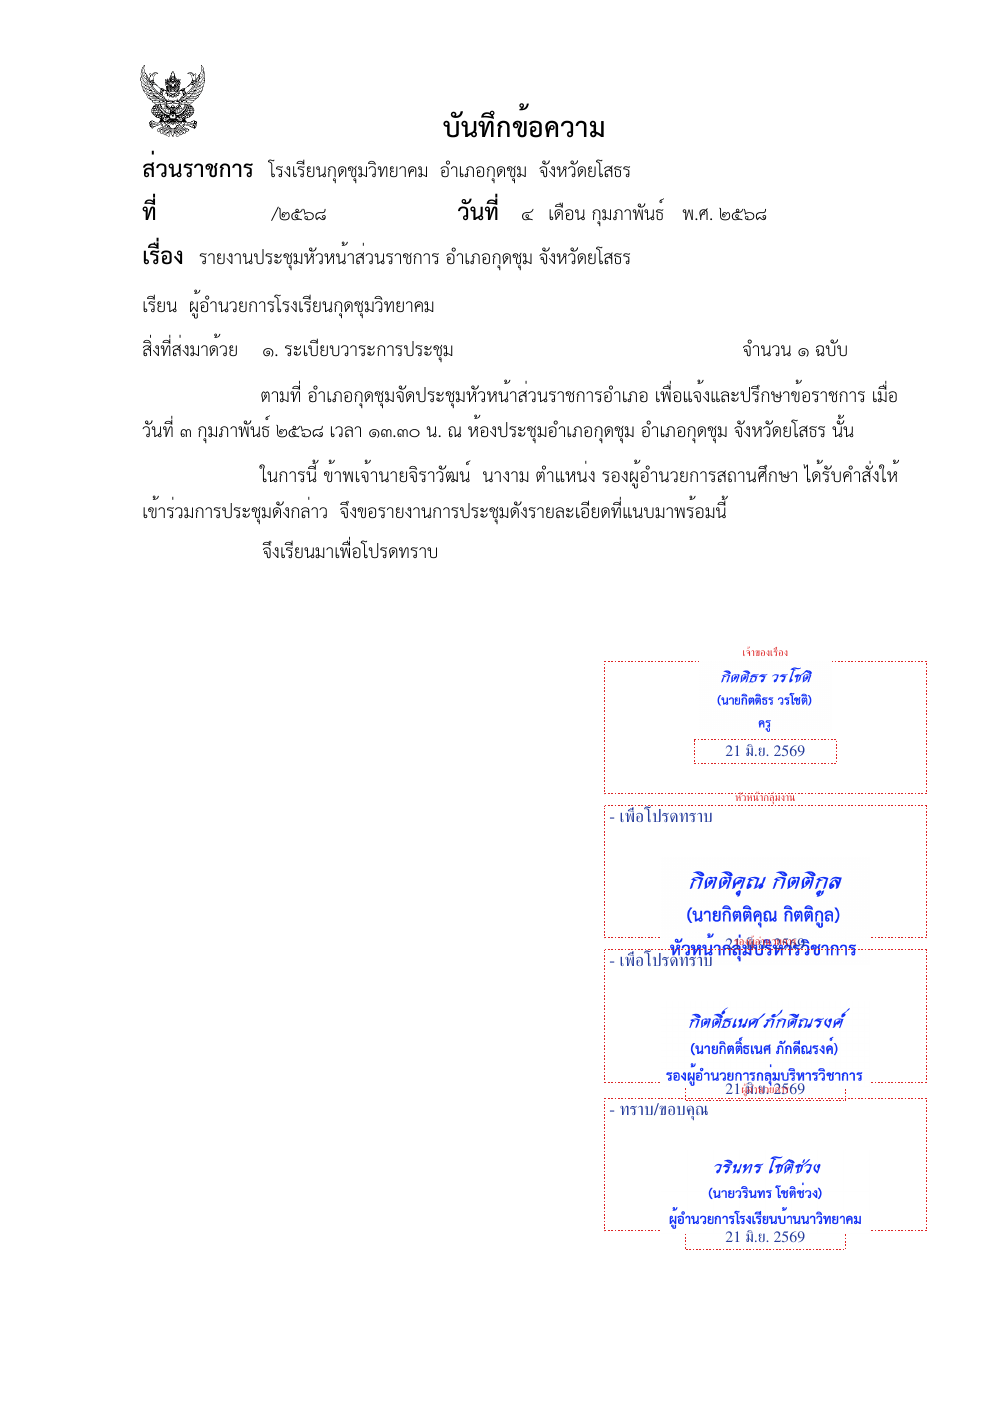 บันทึกข้อความ
ส่วนราชการ โรงเรียนกุดชุมวิทยาคม อำเภอกุดชุม จังหวัดยโสธร
ที่ /๒๕๖๘ วันที่ ๔ เดือน กุมภาพันธ์ พ.ศ. ๒๕๖๘
เรื่อง รายงานประชุมหัวหน้าส่วนราชการ อำเภอกุดชุม จังหวัดยโสธร
เรียน ผู้อำนวยการโรงเรียนกุดชุมวิทยาคม
สิ่งที่ส่งมาด้วย ๑. ระเบียบวาระการประชุม จำนวน ๑ ฉบับ
ตามที่ อำเภอกุดชุมจัดประชุมหัวหน้าส่วนราชการอำเภอ เพื่อแจ้งและปรึกษาข้อราชการ เมื่อ
วันที่ ๓ กุมภาพันธ์ ๒๕๖๘ เวลา ๑๓.๓๐ น. ณ ห้องประชุมอำเภอกุดชุม อำเภอกุดชุม จังหวัดยโสธร นั้น
ในการนี้ ข้าพเจ้านายจิราวัฒน์ นางาม ตำแหน่ง รองผู้อำนวยการสถานศึกษา ได้รับคำสั่งให้
เข้าร่วมการประชุมดังกล่าว จึงขอรายงานการประชุมดังรายละเอียดที่แนบมาพร้อมนี้
จึงเรียนมาเพื่อโปรดทราบ
เจ้าของเรื่อง
กิตติธร วรโชติ
(นายกิตติธร วรโชติ)
ครู
21 มิ.ย. 2569
หัวหน้ากลุ่มงาน
- เพื่อโปรดทราบ
กิตติคุณ กิตติกูล
(นายกิตติคุณ กิตติกูล)
หัวหน้ากลุ่มบริหารวิชาการ
- เพื่อโปรดทราบ
กิตติ์ธเนศ ภักดีณรงค์
(นายกิตติ์ธเนศ ภักดีณรงค์)
รองผู้อำนวยการกลุ่มบริหารวิชาการ
21 มิ.ย. 2569
- ทราบ/ขอบคุณ
วรินทร โชติช่วง
(นายวรินทร โชติช่วง)
ผู้อำนวยการโรงเรียนบ้านนาวิทยาคม
21 มิ.ย. 2569